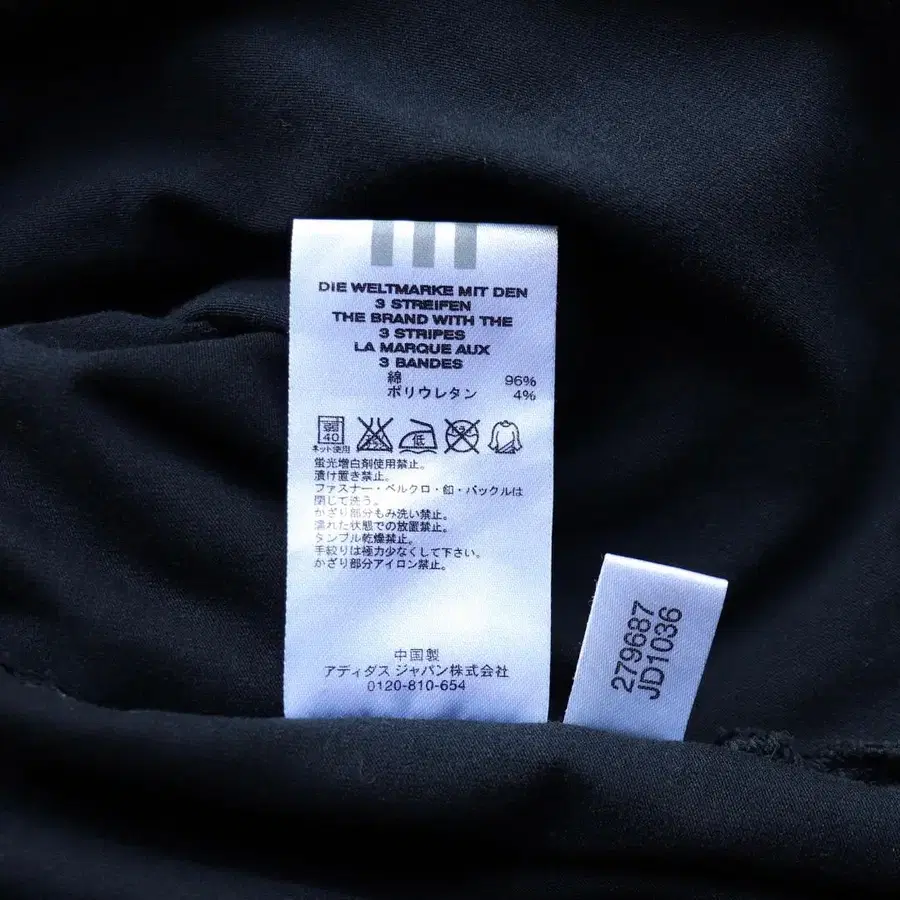 DIE WELTMARKE MIT DEN
3 STREIFEN
THE BRAND WITH THE
3 STRIPES
LA MARQUE AUX
3 BANDES
綿 96%
ポリウレタン 4%
弱
40
ネット使用
低
蛍光増白剤使用禁止。
漬け置き禁止。
ファスナー・ベルクロ・釦・バックルは
閉じて洗う。
かざり部分もみ洗い禁止。
濡れた状態での放置禁止。
タンブル乾燥禁止。
手絞りは極力少なくして下さい。
かざり部分アイロン禁止。
中国製
アディダス ジャパン株式会社
0120-810-654
279687
JD1036